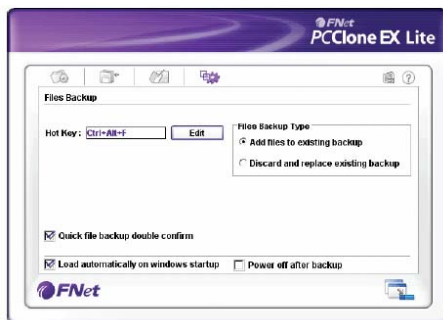 FNet
PCClone EX Lite
Files Backup
Hot Key : Ctrl+Alt+F Edit
Files Backup Type
Add files to existing backup
Discard and replace existing backup
Quick file backup double confirm
Load automatically on windows startup Power off after backup
FNet